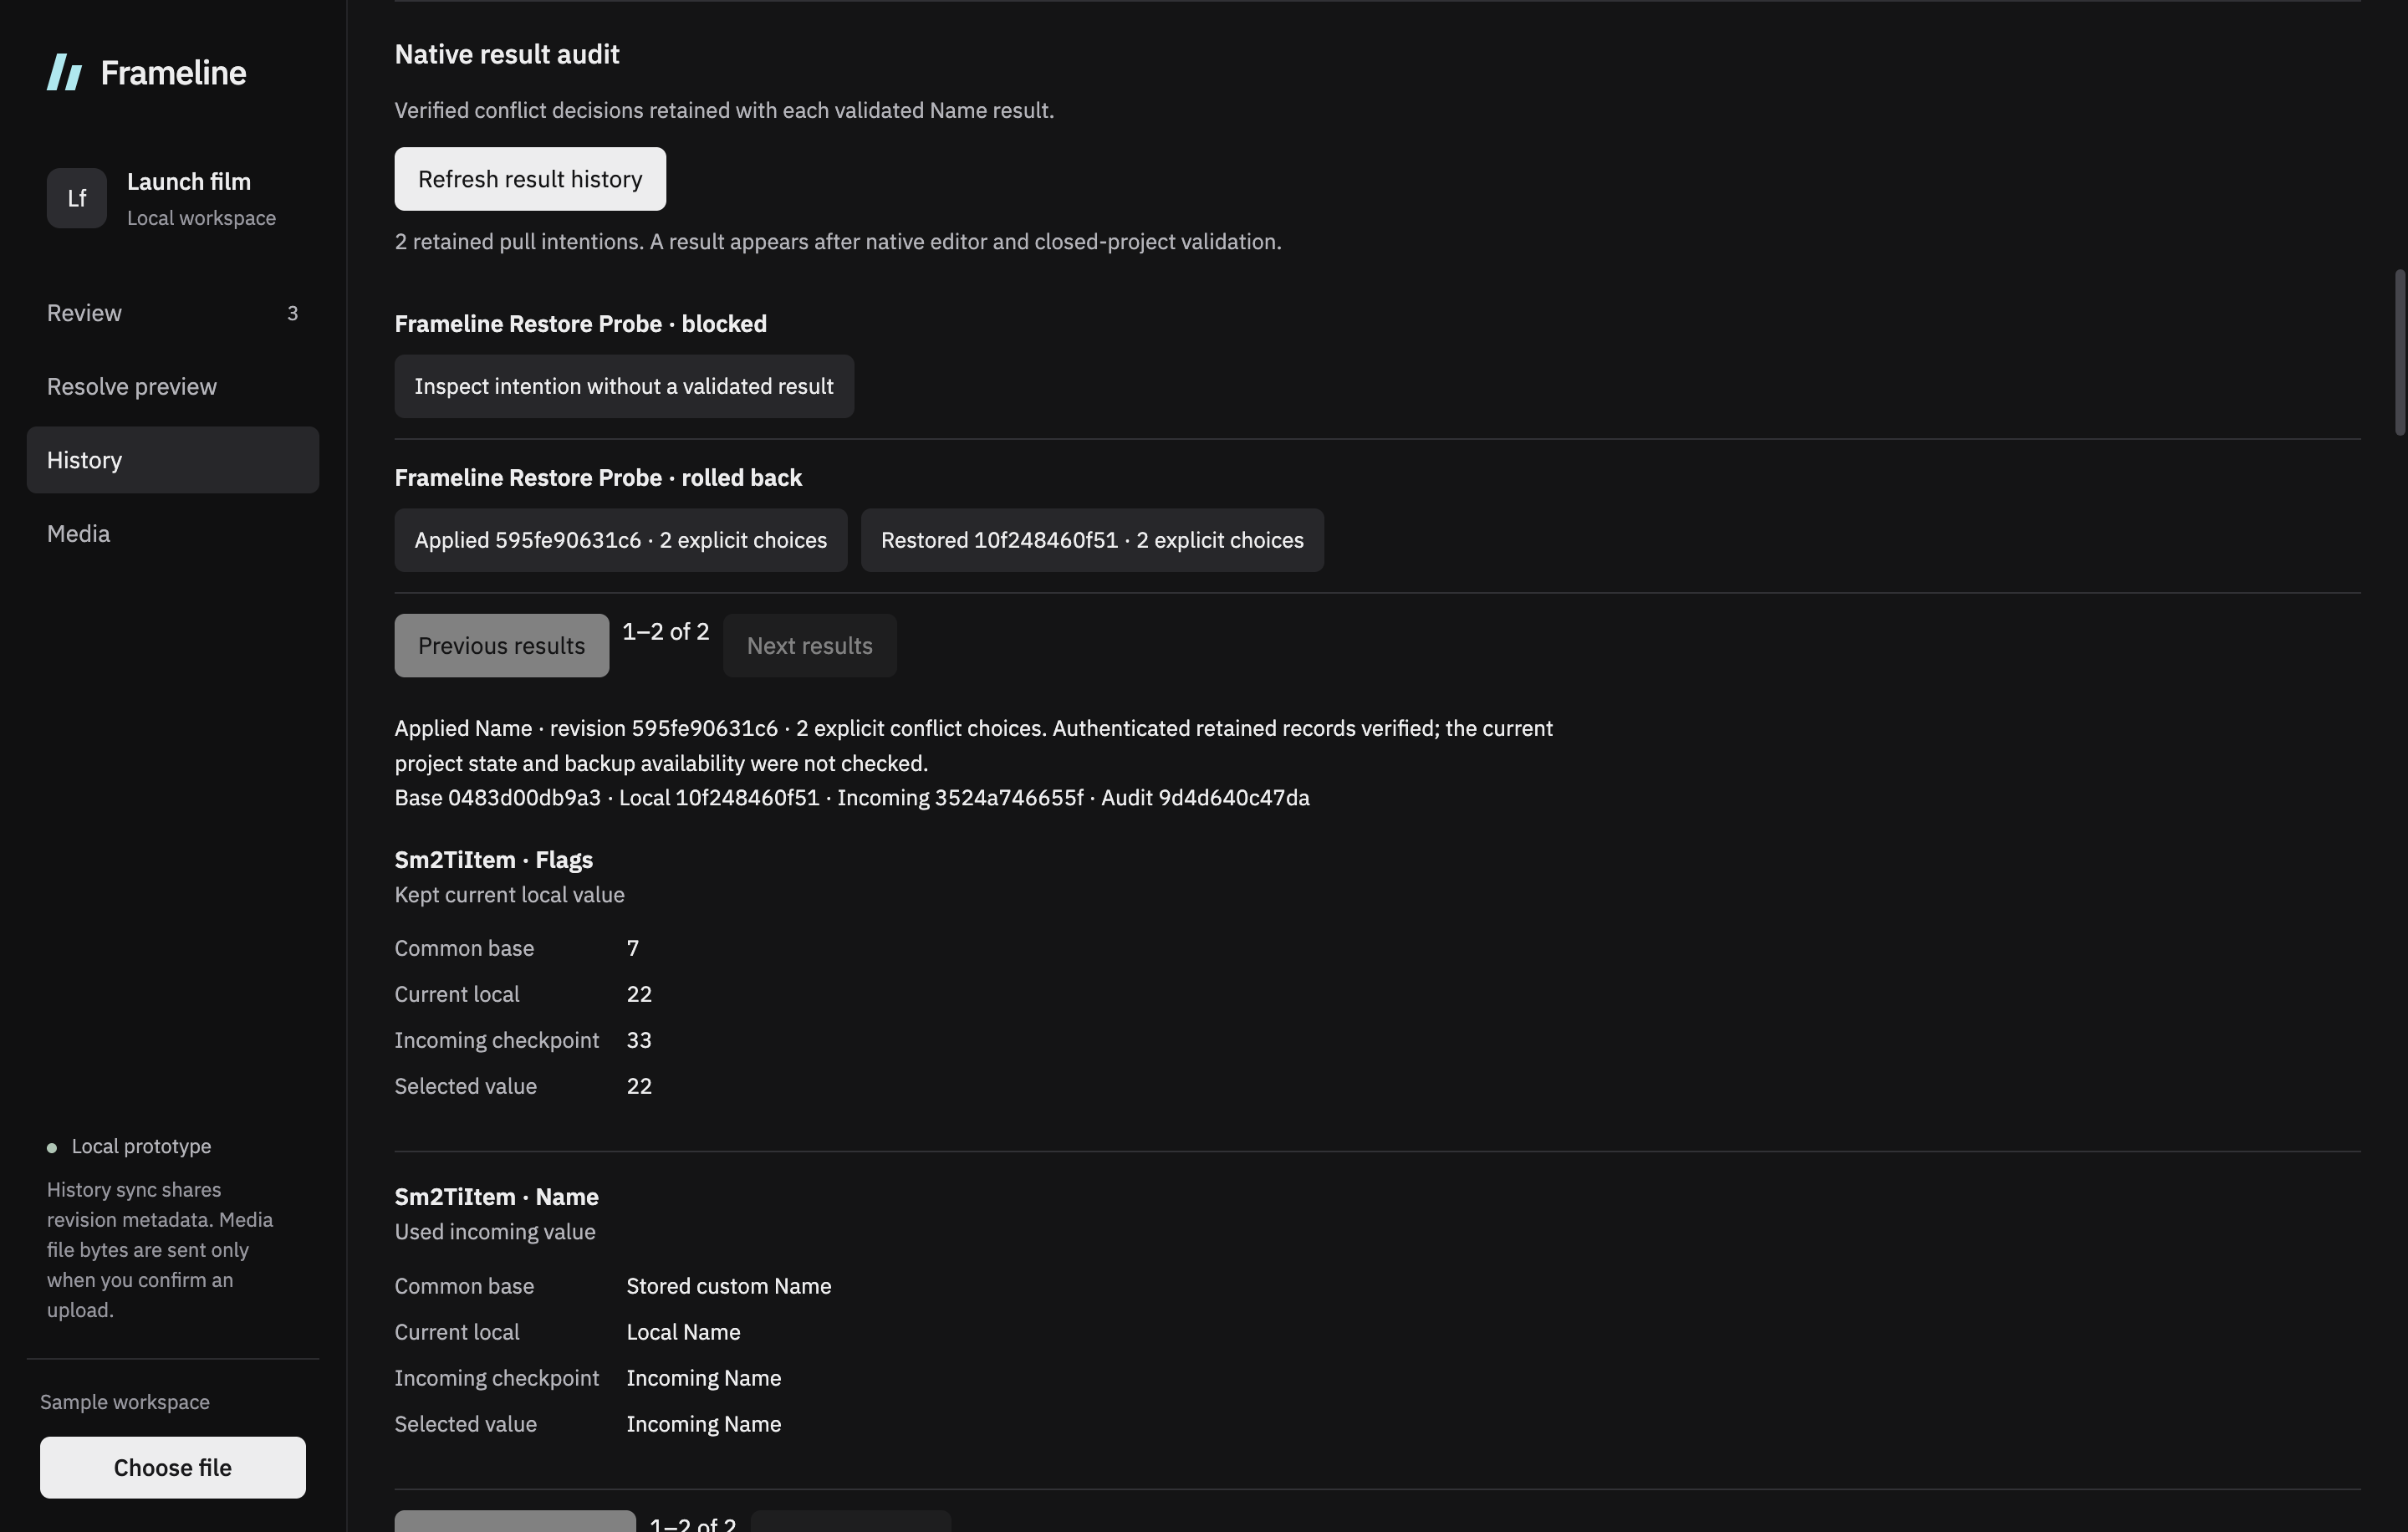 Frameline
Lf
Launch film
Local workspace
Review 3
Resolve preview
History
Media
Local prototype
History sync shares
revision metadata. Media
file bytes are sent only
when you confirm an
upload.
Sample workspace
Choose file
Native result audit
Verified conflict decisions retained with each validated Name result.
Refresh result history
2 retained pull intentions. A result appears after native editor and closed-project validation.
Frameline Restore Probe · blocked
Inspect intention without a validated result
Frameline Restore Probe · rolled back
Applied 595fe90631c6 · 2 explicit choices
Restored 10f248460f51 · 2 explicit choices
Previous results 1–2 of 2 Next results
Applied Name · revision 595fe90631c6 · 2 explicit conflict choices. Authenticated retained records verified; the current
project state and backup availability were not checked.
Base 0483d00db9a3 · Local 10f248460f51 · Incoming 3524a746655f · Audit 9d4d640c47da
Sm2TiItem · Flags
Kept current local value
Common base 7
Current local 22
Incoming checkpoint 33
Selected value 22
Sm2TiItem · Name
Used incoming value
Common base Stored custom Name
Current local Local Name
Incoming checkpoint Incoming Name
Selected value Incoming Name
1–2 of 2